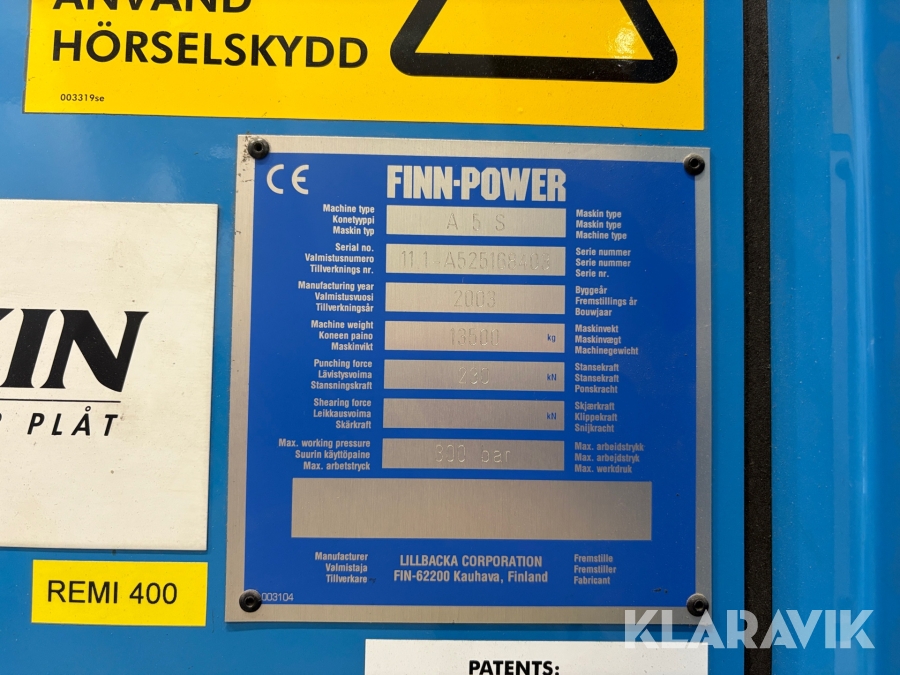 ANVÄND
HÖRSELSKYDD
003319se
CE
FINN-POWER
Machine type
Konetyyppi
Maskin typ
A 5 S
Maskin type
Maskin type
Machine type
Serial no.
Valmistusnumero
Tillverknings nr.
Serie nummer
Serie nummer
Serie nr.
Manufacturing year
Valmistusvuosi
Tillverkningsår
2003
Byggeår
Fremstillings år
Bouwjaar
Machine weight
Koneen paino
Maskinvikt
13500 kg
Maskinvekt
Maskinvægt
Machinegewicht
Punching force
Lävistysvoima
Stansningskraft
kN
Stansekraft
Stansekraft
Ponskracht
Shearing force
Leikkausvoima
Skärkraft
kN
Skjærkraft
Klippekraft
Snijkracht
Max. working pressure
Suurin käyttöpaine
Max. arbetstryck
300 bar
Max. arbeidstrykk
Max. arbejdstryk
Max. werkdruk
Manufacturer
Valmistaja
Tillverkare
LILLBACKA CORPORATION
FIN-62200 Kauhava, Finland
Fremstille
Fremstiller
Fabricant
003104
PLÅT
REMI 400
PATENTS:
KLARAVIK